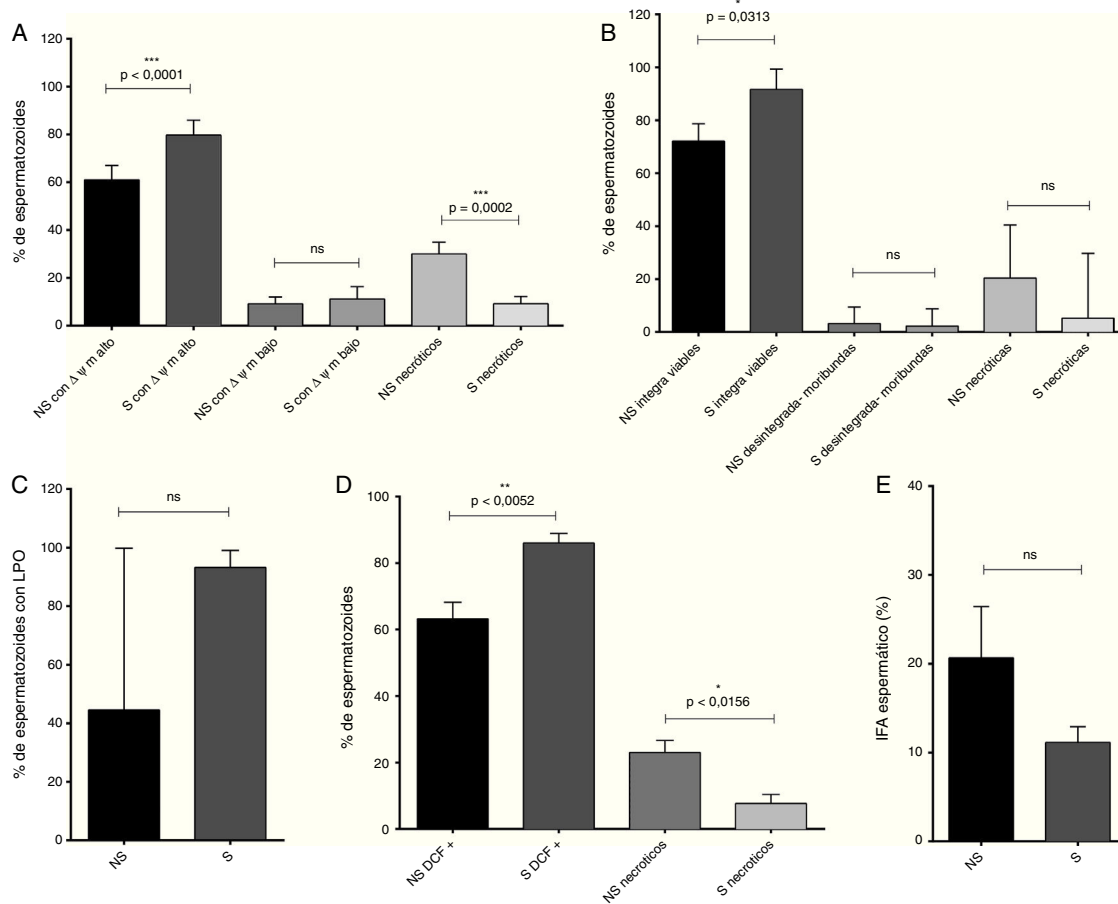 A
% de espermatozoides
120
100
80
60
40
20
0
***
p < 0,0001
ns
***
p = 0,0002
NS con Δ ψ m alto
S con Δ ψ m alto
NS con Δ ψ m bajo
S con Δ ψ m bajo
NS necróticos
S necróticos
B
% de espermatozoides
120
100
80
60
40
20
0
*
p = 0,0313
ns
ns
NS integra viables
S integra viables
NS desintegrada- moribundas
S desintegrada- moribundas
NS necróticas
S necróticas
C
% de espermatozoides con LPO
120
100
80
60
40
20
0
ns
NS
S
D
% de espermatozoides
100
80
60
40
20
0
**
p < 0,0052
*
p < 0,0156
NS DCF +
S DCF +
NS necroticos
S necroticos
E
IFA espermático (%)
40
30
20
10
0
ns
NS
S